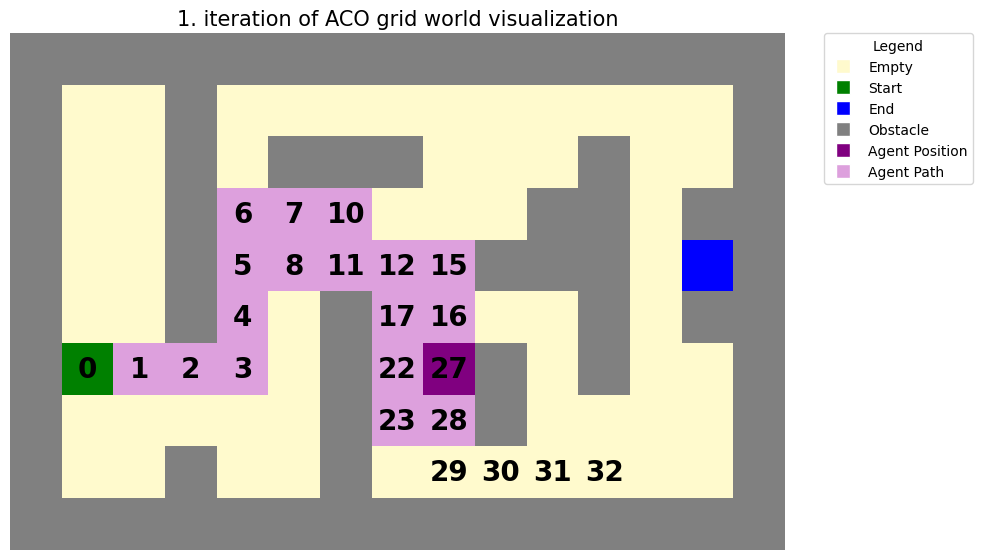 1. iteration of ACO grid world visualization
Legend
Empty
Start
End
Obstacle
Agent Position
Agent Path
6 7 10
5 8 11 12 15
4 17 16
0 1 2 3 22 27
23 28
29 30 31 32